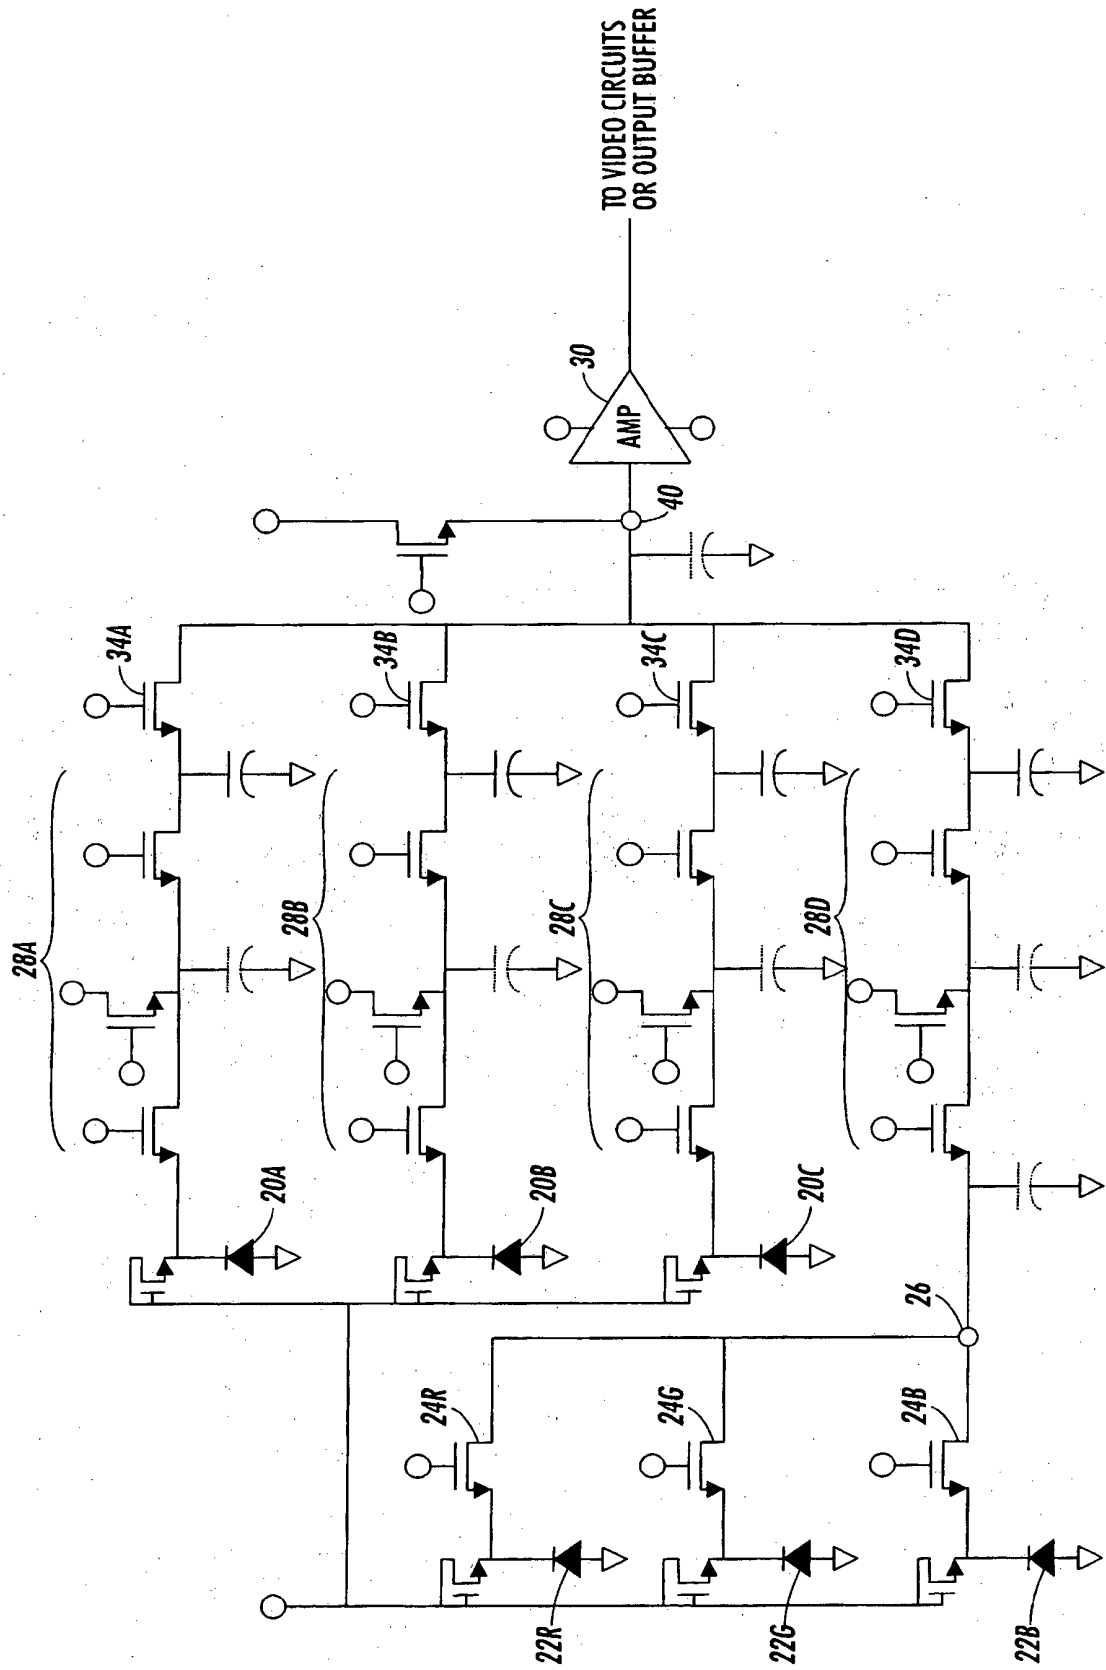 28A
34A
20A
28B
34B
20B
28C
34C
20C
28D
34D
26
24R
24G
24B
22R
22G
22B
40
30
AMP
TO VIDEO CIRCUITS
OR OUTPUT BUFFER